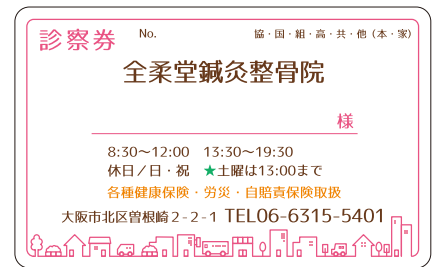 診察券 No. 協・国・組・高・共・他（本・家）
全柔堂鍼灸整骨院
様
8:30〜12:00 13:30〜19:30
休日／日・祝 ★土曜は13:00まで
各種健康保険・労災・自賠責保険取扱
大阪市北区曽根崎2-2-1 TEL06-6315-5401